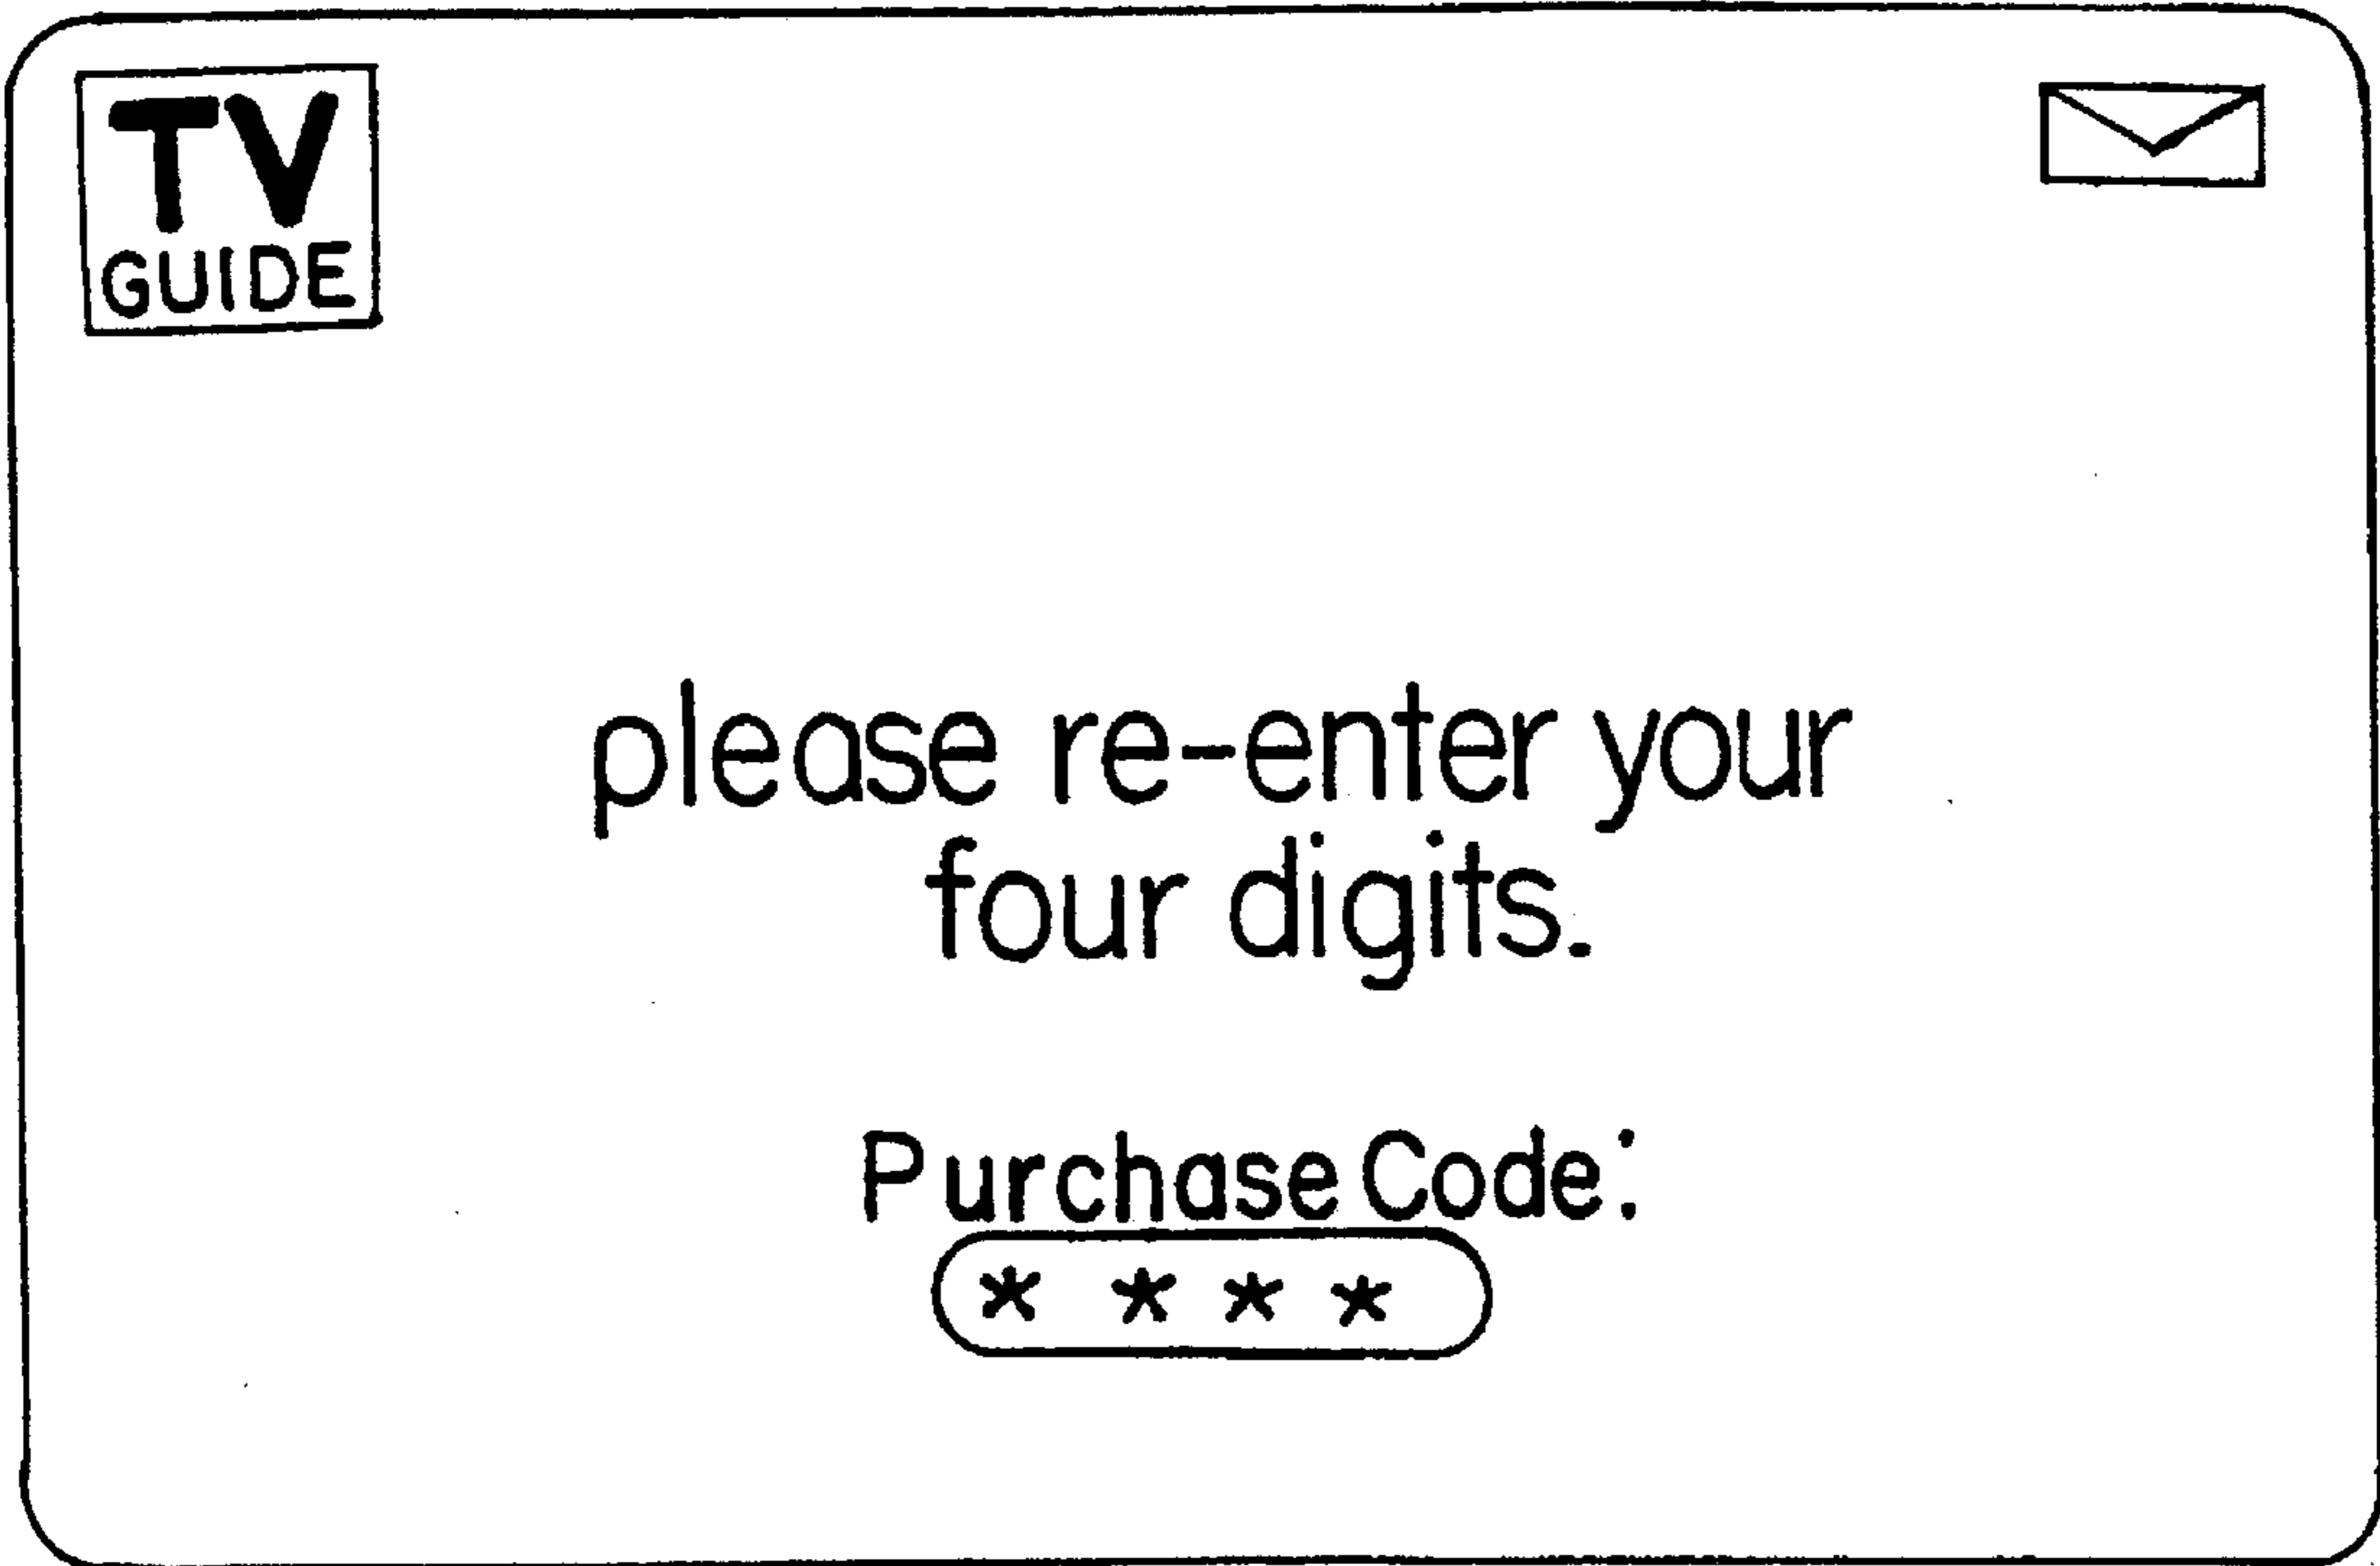 TV
GUIDE
please re-enter your
four digits.
Purchase Code:
* * * *